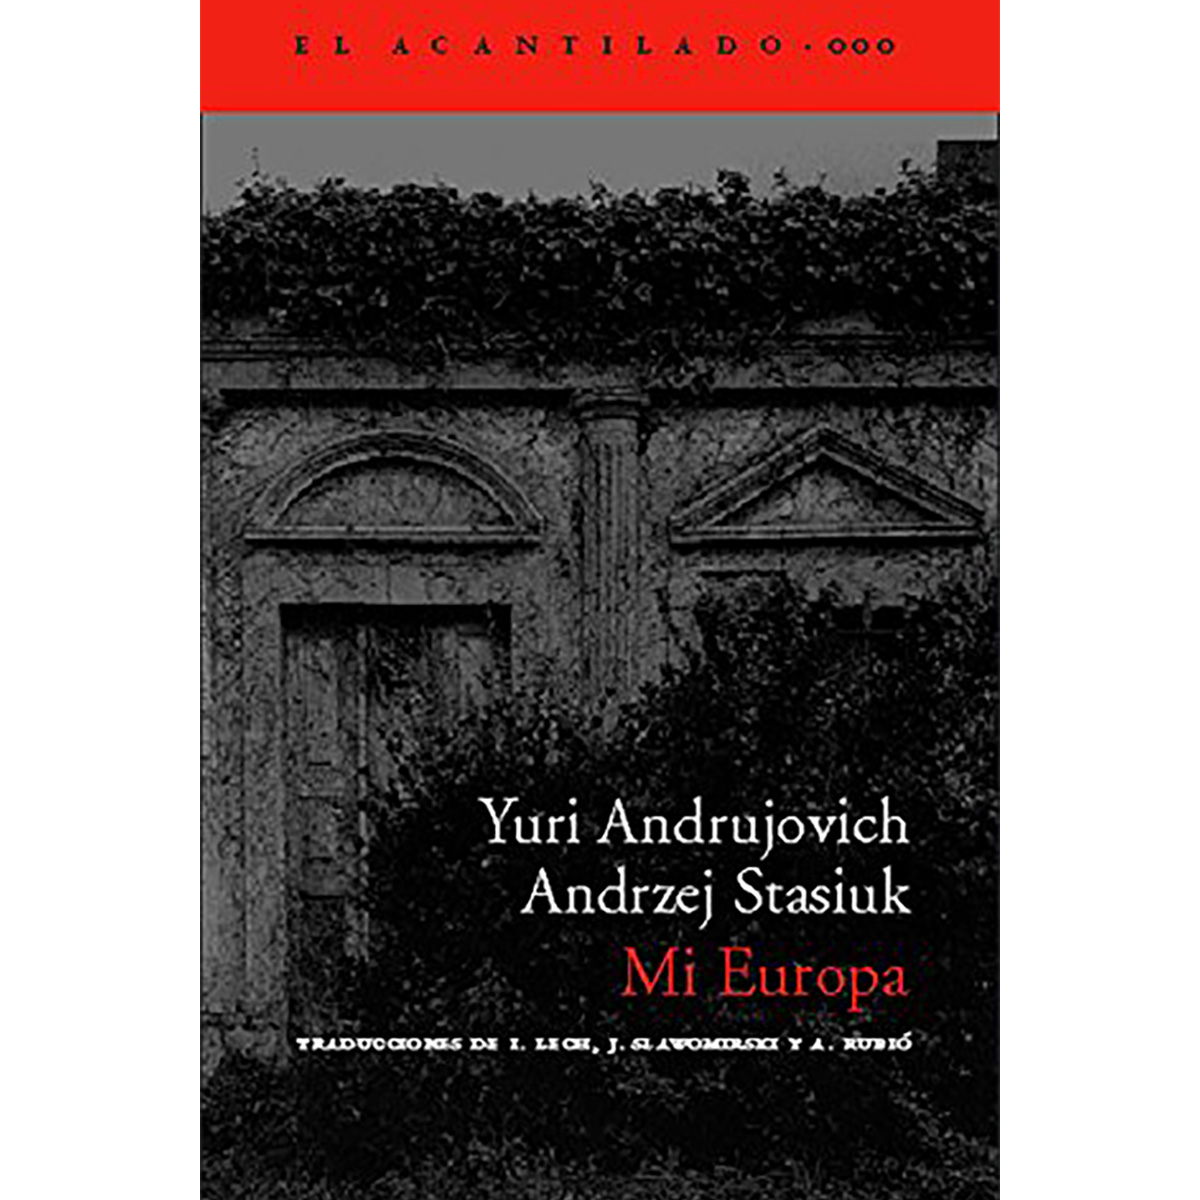 EL ACANTILADO · 000
Yuri Andrujovich
Andrzej Stasiuk
Mi Europa
TRADUCCIONES DE I. LECH, J. SLAWOMIRSKI Y A. RUBIÓ